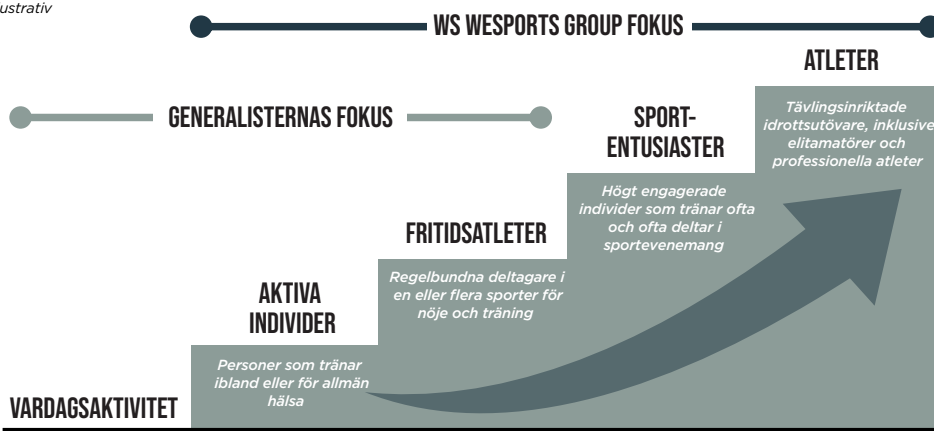 ustrativ
WS WESPORTS GROUP FOKUS
GENERALISTERNAS FOKUS
ATLETER
Tävlingsinriktade
idrottsutövare, inklusive
elitamatörer och
professionella atleter
SPORT-
ENTUSIASTER
Högt engagerade
individer som tränar ofta
och ofta deltar i
sportevenemang
FRITIDSATLETER
Regelbundna deltagare i
en eller flera sporter för
nöje och träning
AKTIVA
INDIVIDER
Personer som tränar
ibland eller för allmän
hälsa
VARDAGSAKTIVITET